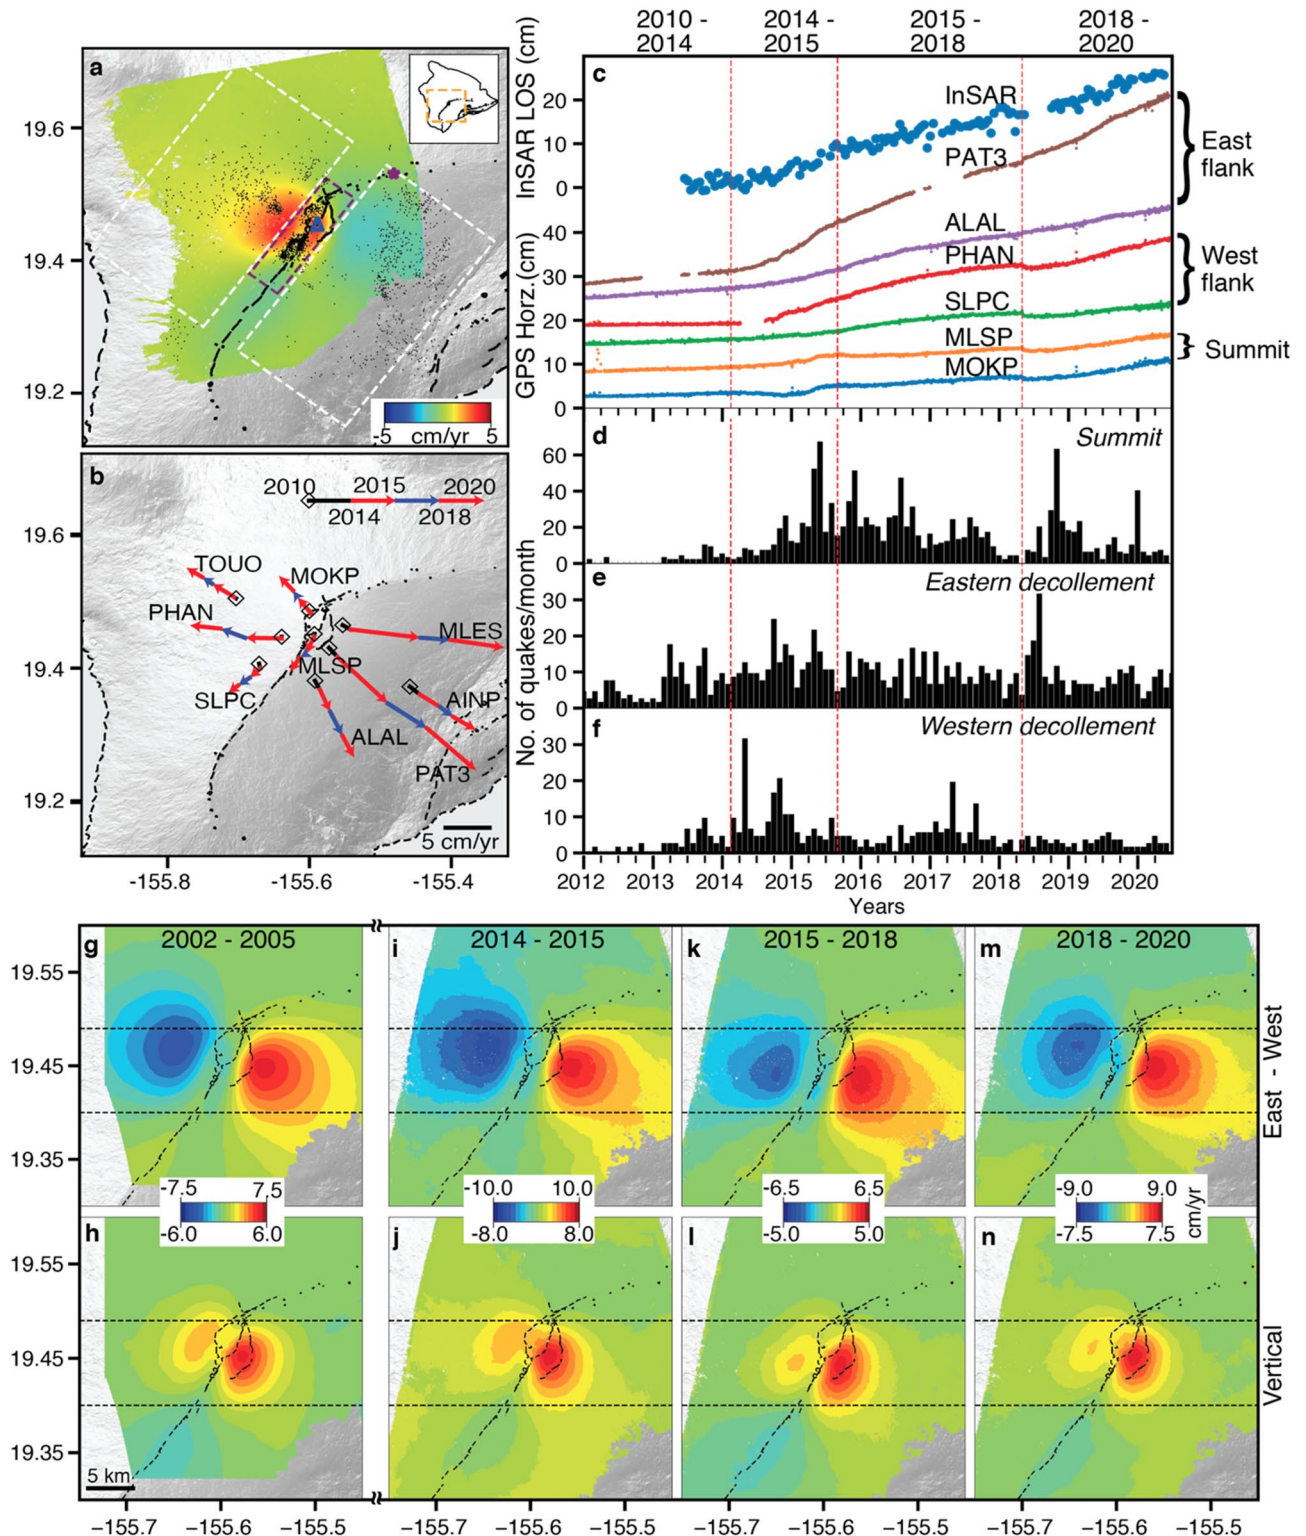 2010 - 2014
2014 - 2015
2015 - 2018
2018 - 2020
a
19.6
19.4
19.2
-5 cm/yr 5
InSAR LOS (cm)
GPS Horz.(cm)
c
20
10
0
40
30
20
10
0
InSAR
PAT3
ALAL
PHAN
SLPC
MLSP
MOKP
East flank
West flank
Summit
b
2010 2015 2020
2014 2018
TOUO
MOKP
PHAN
MLES
MLSP
SLPC
AINP
ALAL
PAT3
5 cm/yr
19.6
19.4
19.2
-155.8 -155.6 -155.4
No. of quakes/month
d
Summit
60
40
20
0
e
Eastern decollement
30
20
10
0
f
Western decollement
30
20
10
0
2012 2013 2014 2015 2016 2017 2018 2019 2020
Years
g
2002 - 2005
i
2014 - 2015
k
2015 - 2018
m
2018 - 2020
19.55
19.45
19.35
East - West
-7.5 7.5
-6.0 6.0
-10.0 10.0
-8.0 8.0
-6.5 6.5
-5.0 5.0
-9.0 9.0
-7.5 7.5
cm/yr
h
j
l
n
19.55
19.45
19.35
Vertical
5 km
−155.7 −155.6 −155.5
−155.7 −155.6 −155.5
−155.7 −155.6 −155.5
−155.7 −155.6 −155.5